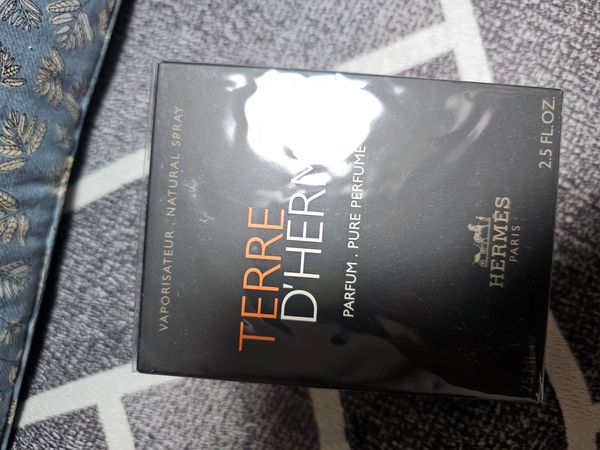 VAPORISATEUR . NATURAL SPRAY
TERRE
D'HERM
PARFUM . PURE PERFUME
HERMÈS
PARIS
2.5 FL.OZ.